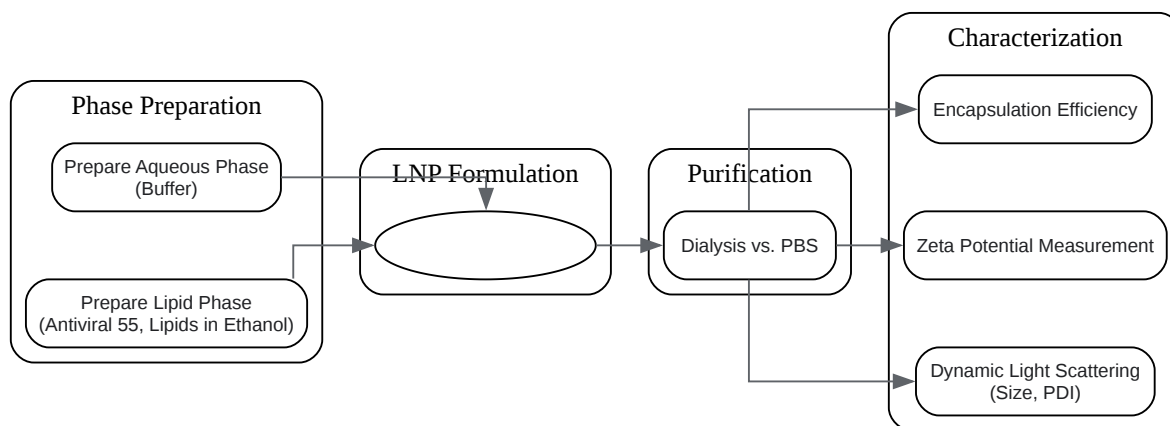 Phase Preparation
Prepare Aqueous Phase
(Buffer)
Prepare Lipid Phase
(Antiviral 55, Lipids in Ethanol)
LNP Formulation
Purification
Dialysis vs. PBS
Characterization
Encapsulation Efficiency
Zeta Potential Measurement
Dynamic Light Scattering
(Size, PDI)